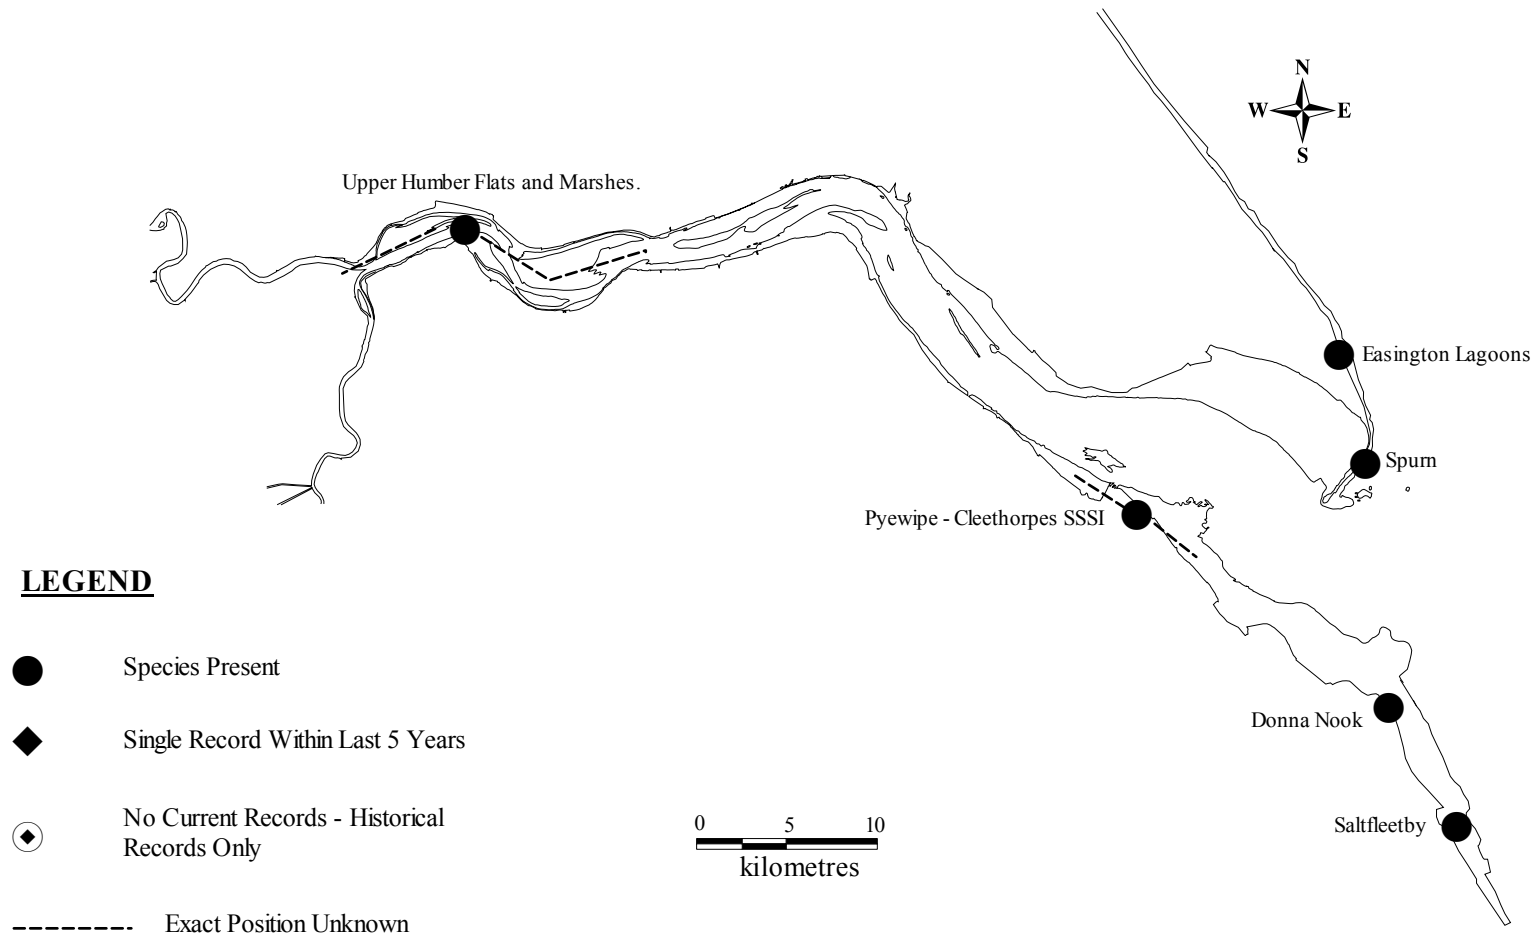 N
W E
S
Upper Humber Flats and Marshes.
Easington Lagoons
Spurn
Pyewipe - Cleethorpes SSSI
Donna Nook
Saltfleetby
LEGEND
Species Present
Single Record Within Last 5 Years
No Current Records - Historical
Records Only
Exact Position Unknown
0 5 10
kilometres